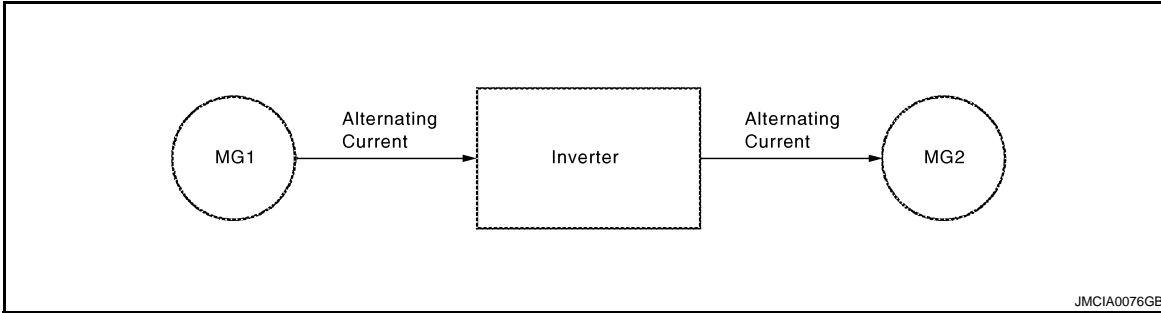 Alternating
Current
Alternating
Current
MG1
Inverter
MG2
JMCIA0076GB